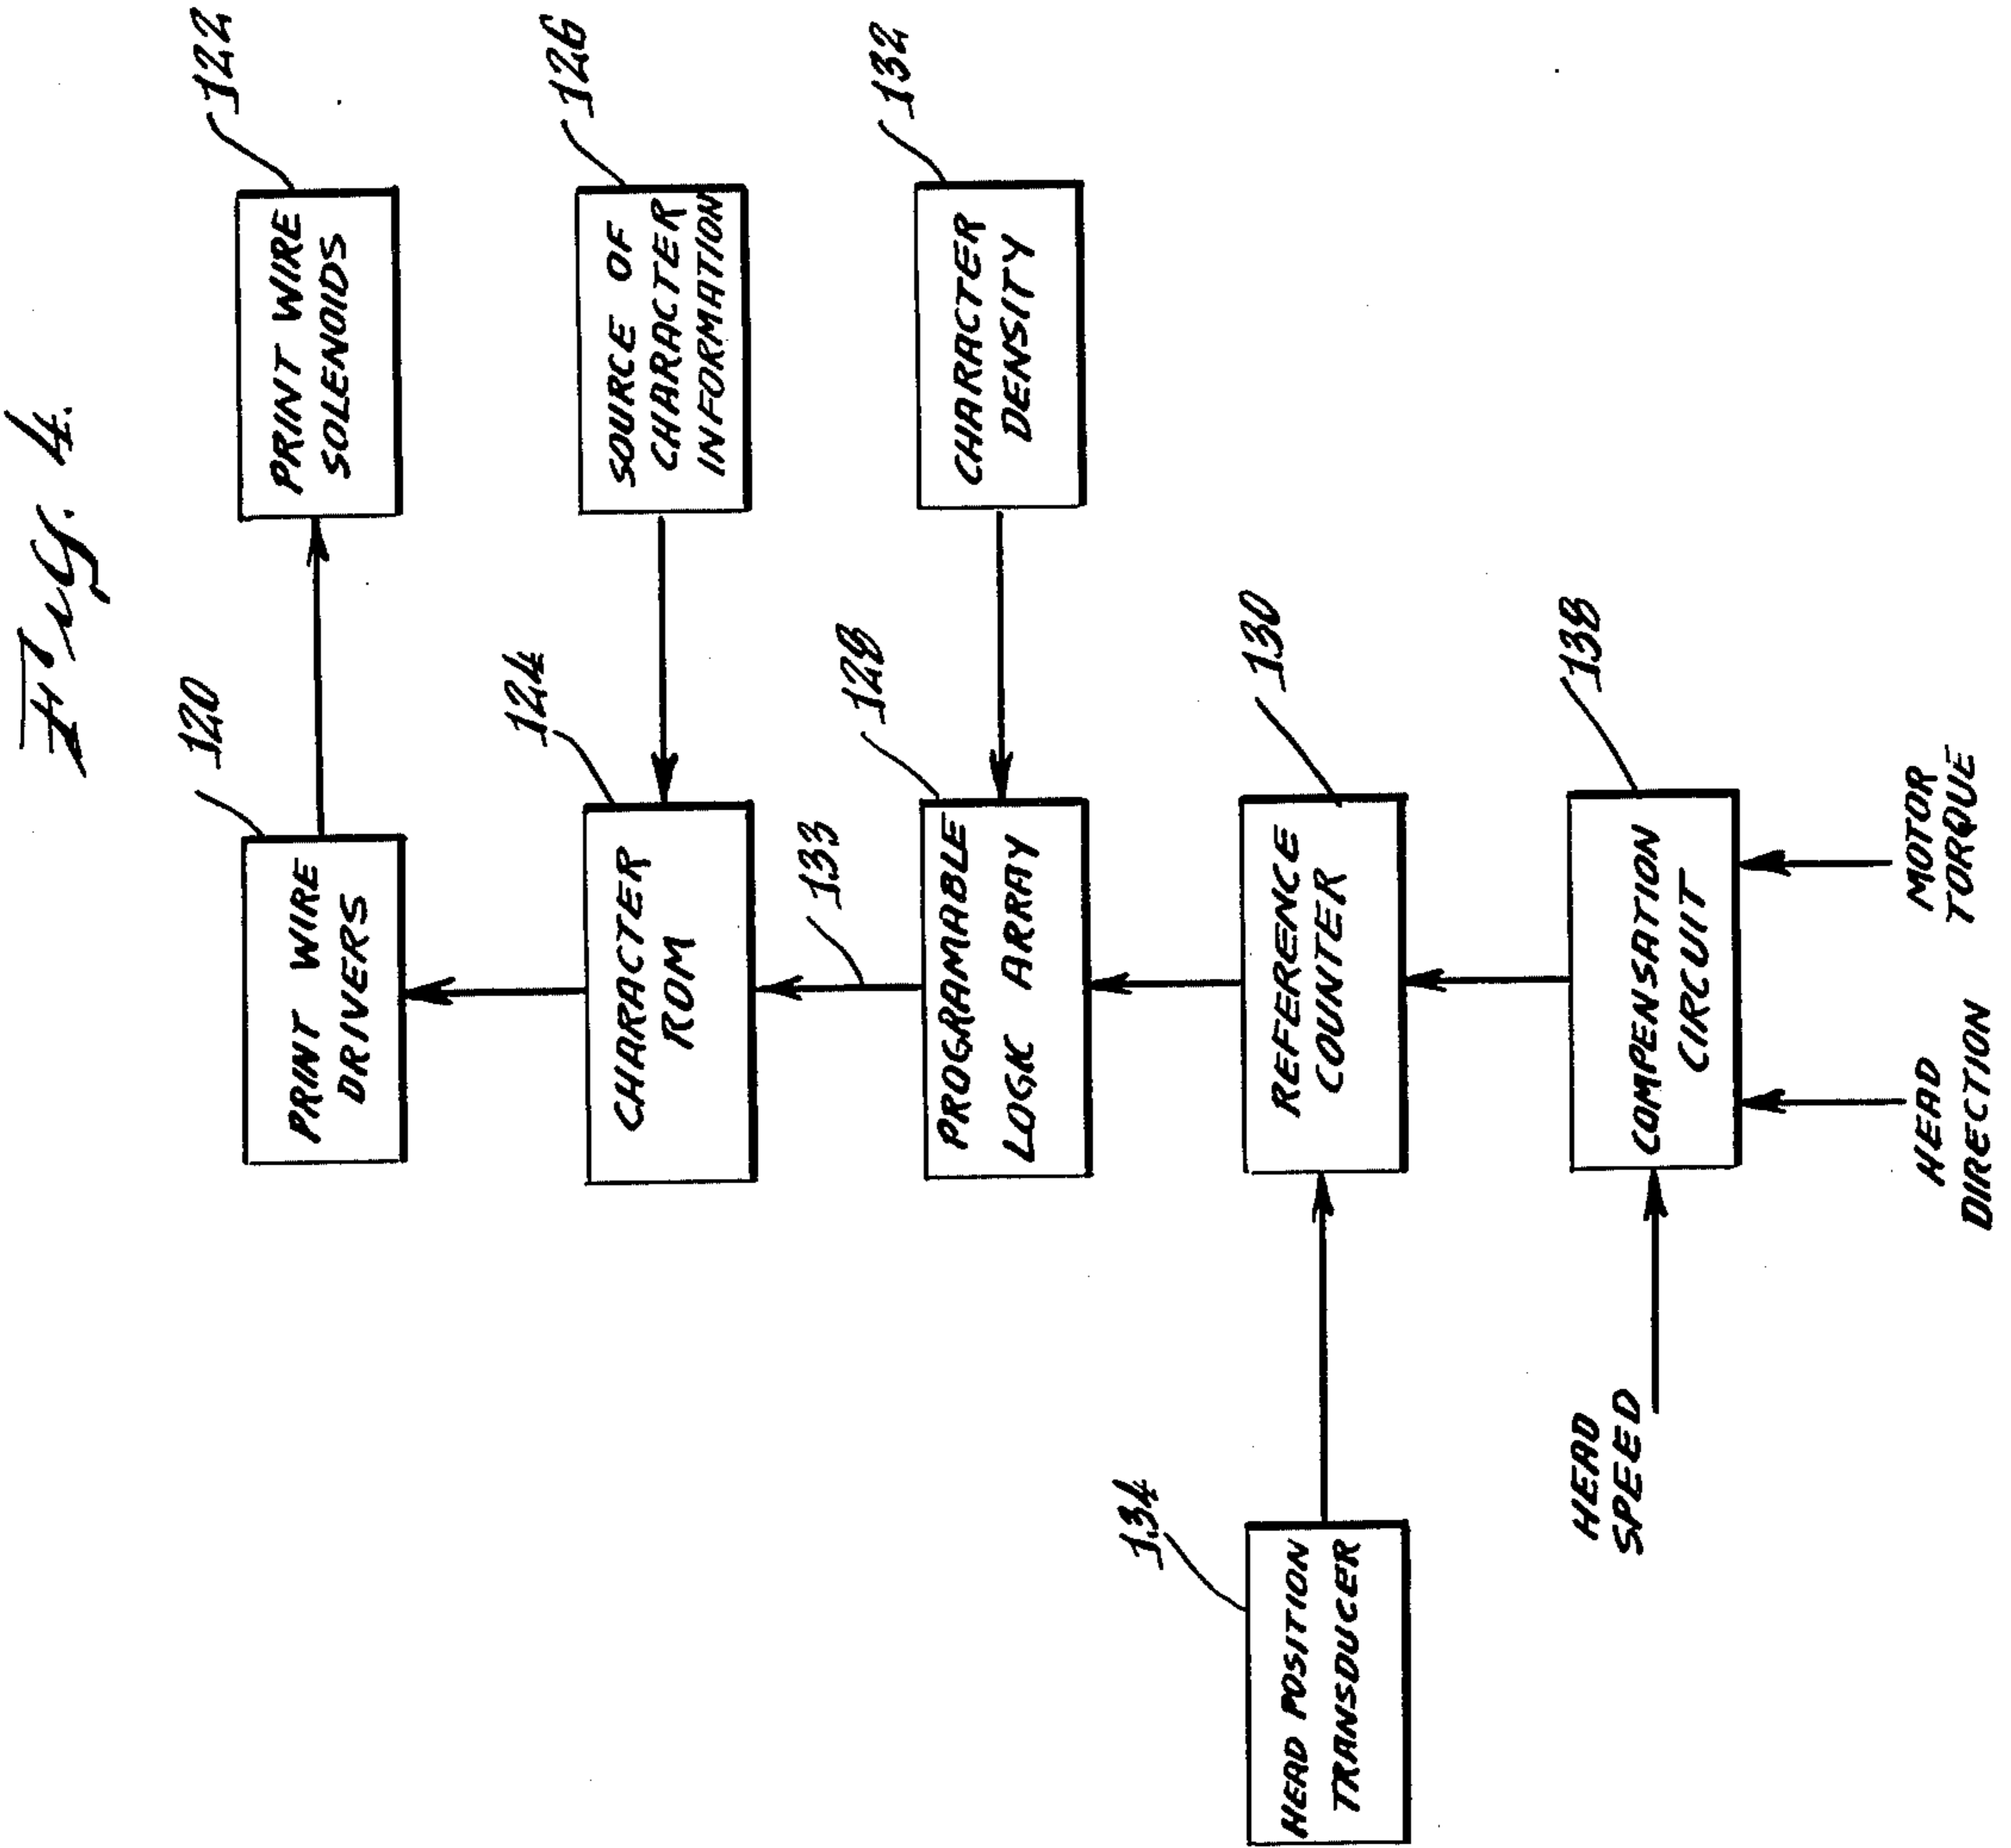 Fig. 4.
120
PRINT WIRE
DRIVERS
122
PRINT WIRE
SOLENOIDS
124
CHARACTER
ROM
126
SOURCE OF
CHARACTER
INFORMATION
133
128
PROGRAMABLE
LOGIC ARRAY
132
CHARACTER
DENSITY
134
HEAD POSITION
TRANSDUCER
130
REFERENCE
COUNTER
138
COMPENSATION
CIRCUIT
HEAD
SPEED
HEAD
DIRECTION
MOTOR
TORQUE